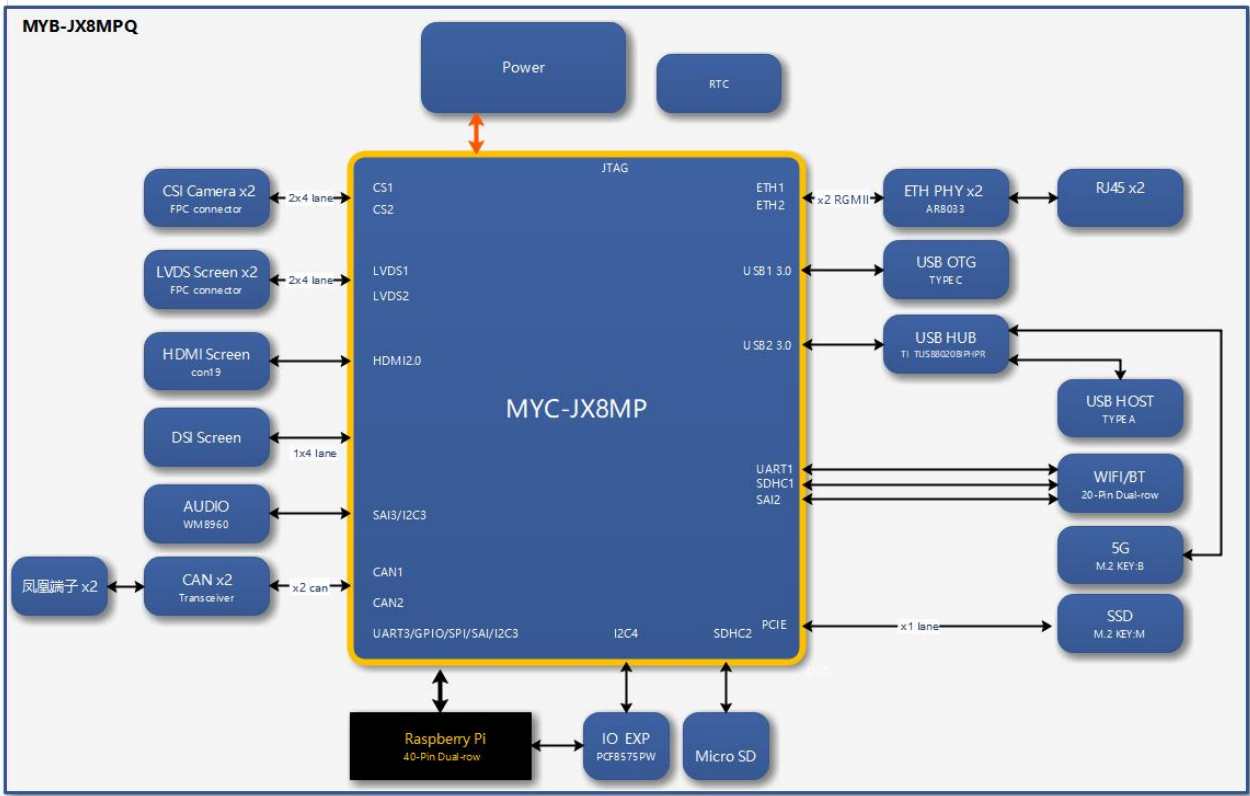 MYB-JX8MPQ
Power
RTC
JTAG
CSI Camera x2
FPC connector
2x4 lane
CS1
CS2
ETH1
ETH2
x2 RGMII
ETH PHY x2
AR8033
RJ45 x2
LVDS Screen x2
FPC connector
2x4 lane
LVDS1
LVDS2
USB1 3.0
USB OTG
TYPE C
HDMI Screen
con19
HDMI2.0
USB2 3.0
USB HUB
TI TUSB8020BIPHPR
USB HOST
TYPE A
MYC-JX8MP
DSI Screen
1x4 lane
UART1
SDHC1
SAI2
WIFI/BT
20-Pin Dual-row
AUDIO
WM8960
SAI3/I2C3
5G
M.2 KEY:B
凤凰端子 x2
CAN x2
Transceiver
x2 can
CAN1
CAN2
UART3/GPIO/SPI/SAI/I2C3
I2C4
SDHC2
PCIE
x1 lane
SSD
M.2 KEY:M
Raspberry Pi
40-Pin Dual-row
IO EXP
PCF8575PW
Micro SD